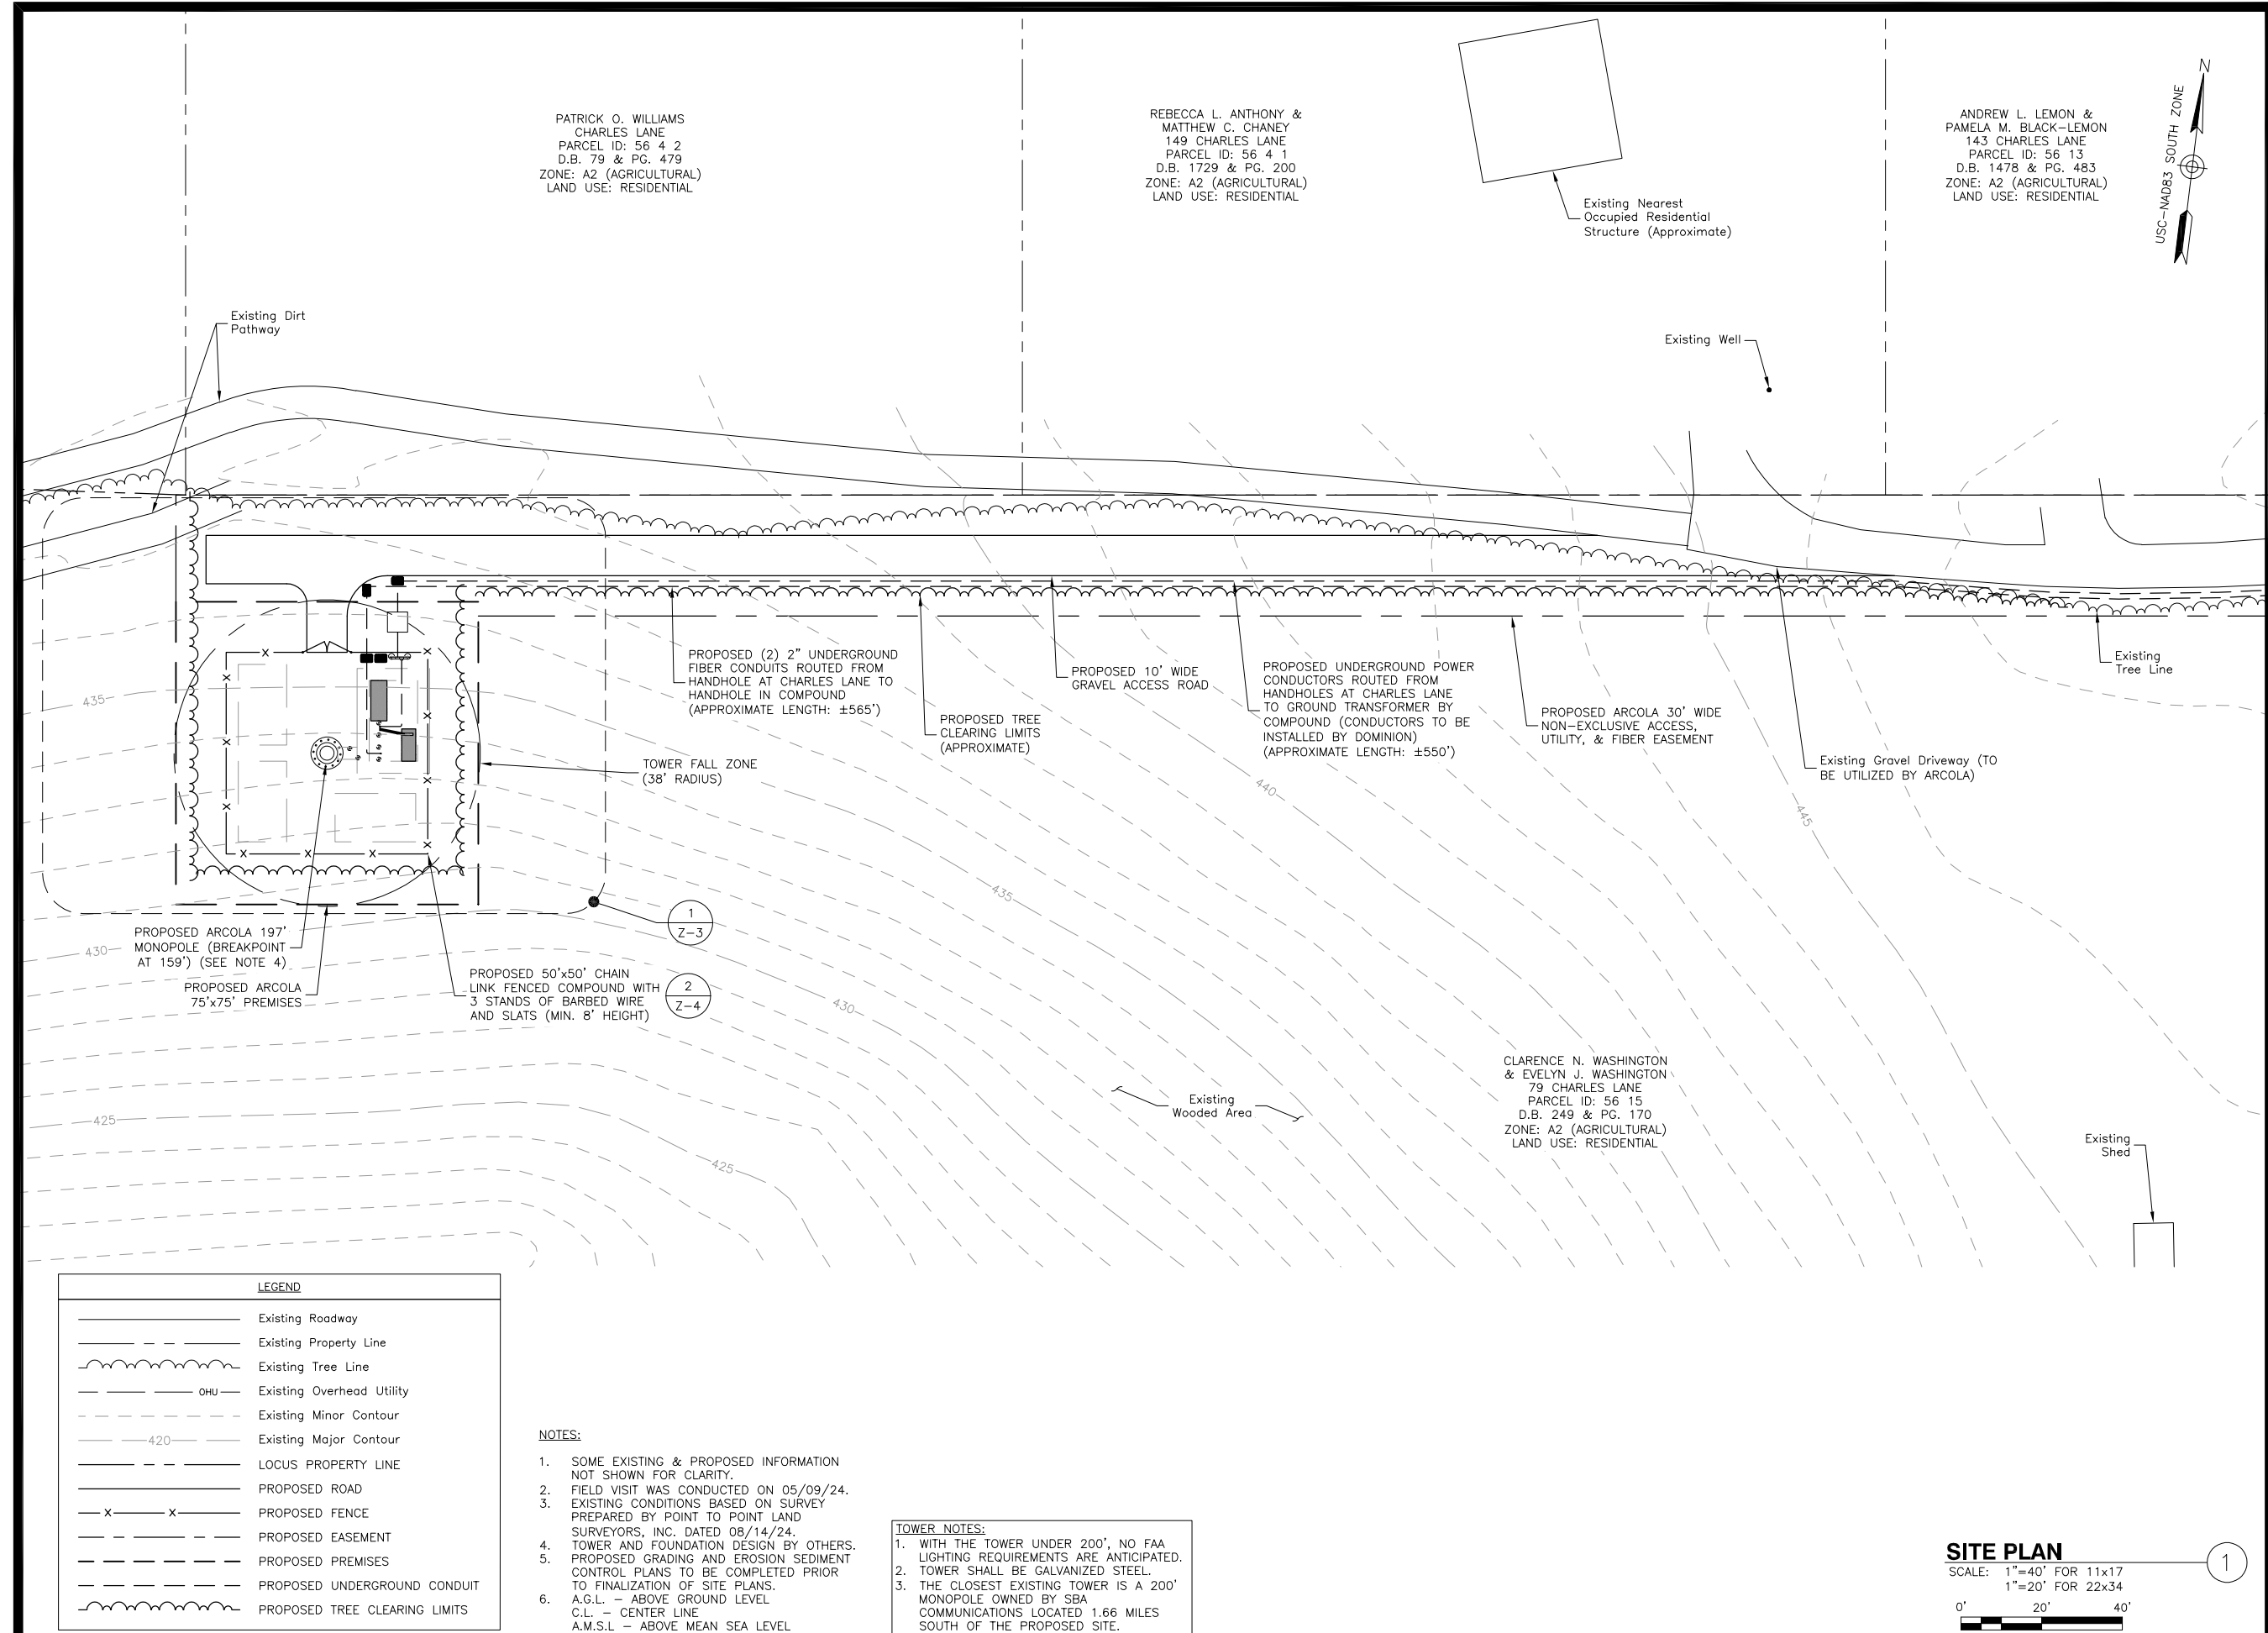 PATRICK O. WILLIAMS
CHARLES LANE
PARCEL ID: 56 4 2
D.B. 79 & PG. 479
ZONE: A2 (AGRICULTURAL)
LAND USE: RESIDENTIAL
REBECCA L. ANTHONY &
MATTHEW C. CHANEY
149 CHARLES LANE
PARCEL ID: 56 4 1
D.B. 1729 & PG. 200
ZONE: A2 (AGRICULTURAL)
LAND USE: RESIDENTIAL
Existing Nearest
Occupied Residential
Structure (Approximate)
ANDREW L. LEMON &
PAMELA M. BLACK-LEMON
143 CHARLES LANE
PARCEL ID: 56 13
D.B. 1478 & PG. 483
ZONE: A2 (AGRICULTURAL)
LAND USE: RESIDENTIAL
N
USC-NAD83 SOUTH ZONE
Existing Dirt
Pathway
Existing Well
435
PROPOSED (2) 2" UNDERGROUND
FIBER CONDUITS ROUTED FROM
HANDHOLE AT CHARLES LANE TO
HANDHOLE IN COMPOUND
(APPROXIMATE LENGTH: ±565')
PROPOSED TREE
CLEARING LIMITS
(APPROXIMATE)
PROPOSED 10' WIDE
GRAVEL ACCESS ROAD
PROPOSED UNDERGROUND POWER
CONDUCTORS ROUTED FROM
HANDHOLES AT CHARLES LANE
TO GROUND TRANSFORMER BY
COMPOUND (CONDUCTORS TO BE
INSTALLED BY DOMINION)
(APPROXIMATE LENGTH: ±550')
PROPOSED ARCOLA 30' WIDE
NON-EXCLUSIVE ACCESS,
UTILITY, & FIBER EASEMENT
Existing Gravel Driveway (TO
BE UTILIZED BY ARCOLA)
Existing
Tree Line
TOWER FALL ZONE
(38' RADIUS)
440
445
435
430
430
425
425
X
X
X
X
X
X
X
X
X
X
X
1
Z-3
2
Z-4
PROPOSED ARCOLA 197'
MONOPOLE (BREAKPOINT
AT 159') (SEE NOTE 4)
PROPOSED ARCOLA
75'x75' PREMISES
PROPOSED 50'x50' CHAIN
LINK FENCED COMPOUND WITH
3 STANDS OF BARBED WIRE
AND SLATS (MIN. 8' HEIGHT)
Existing
Wooded Area
CLARENCE N. WASHINGTON
& EVELYN J. WASHINGTON
79 CHARLES LANE
PARCEL ID: 56 15
D.B. 249 & PG. 170
ZONE: A2 (AGRICULTURAL)
LAND USE: RESIDENTIAL
Existing
Shed
LEGEND
Existing Roadway
Existing Property Line
Existing Tree Line
OHU Existing Overhead Utility
Existing Minor Contour
420 Existing Major Contour
LOCUS PROPERTY LINE
PROPOSED ROAD
X X PROPOSED FENCE
PROPOSED EASEMENT
PROPOSED PREMISES
PROPOSED UNDERGROUND CONDUIT
PROPOSED TREE CLEARING LIMITS
NOTES:
1. SOME EXISTING & PROPOSED INFORMATION
NOT SHOWN FOR CLARITY.
2. FIELD VISIT WAS CONDUCTED ON 05/09/24.
3. EXISTING CONDITIONS BASED ON SURVEY
PREPARED BY POINT TO POINT LAND
SURVEYORS, INC. DATED 08/14/24.
4. TOWER AND FOUNDATION DESIGN BY OTHERS.
5. PROPOSED GRADING AND EROSION SEDIMENT
CONTROL PLANS TO BE COMPLETED PRIOR
TO FINALIZATION OF SITE PLANS.
6. A.G.L. - ABOVE GROUND LEVEL
C.L. - CENTER LINE
A.M.S.L - ABOVE MEAN SEA LEVEL
TOWER NOTES:
1. WITH THE TOWER UNDER 200', NO FAA
LIGHTING REQUIREMENTS ARE ANTICIPATED.
2. TOWER SHALL BE GALVANIZED STEEL.
3. THE CLOSEST EXISTING TOWER IS A 200'
MONOPOLE OWNED BY SBA
COMMUNICATIONS LOCATED 1.66 MILES
SOUTH OF THE PROPOSED SITE.
SITE PLAN
1
SCALE: 1"=40' FOR 11x17
1"=20' FOR 22x34
0' 20' 40'